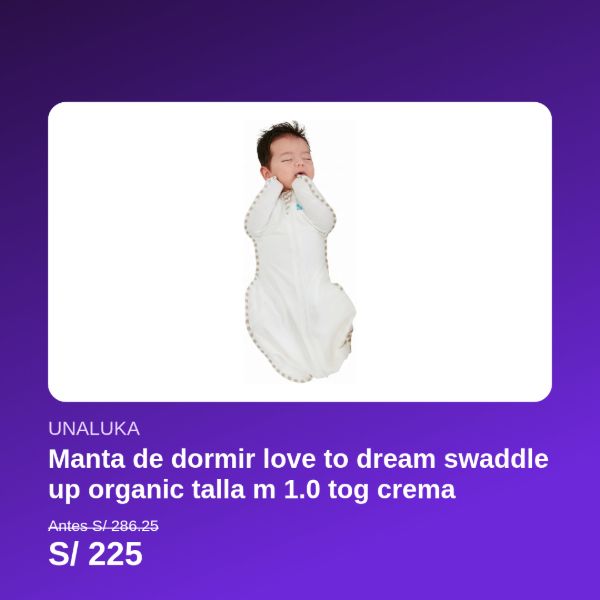 UNALUKA
Manta de dormir love to dream swaddle
up organic talla m 1.0 tog crema
Antes S/ 286.25
S/ 225